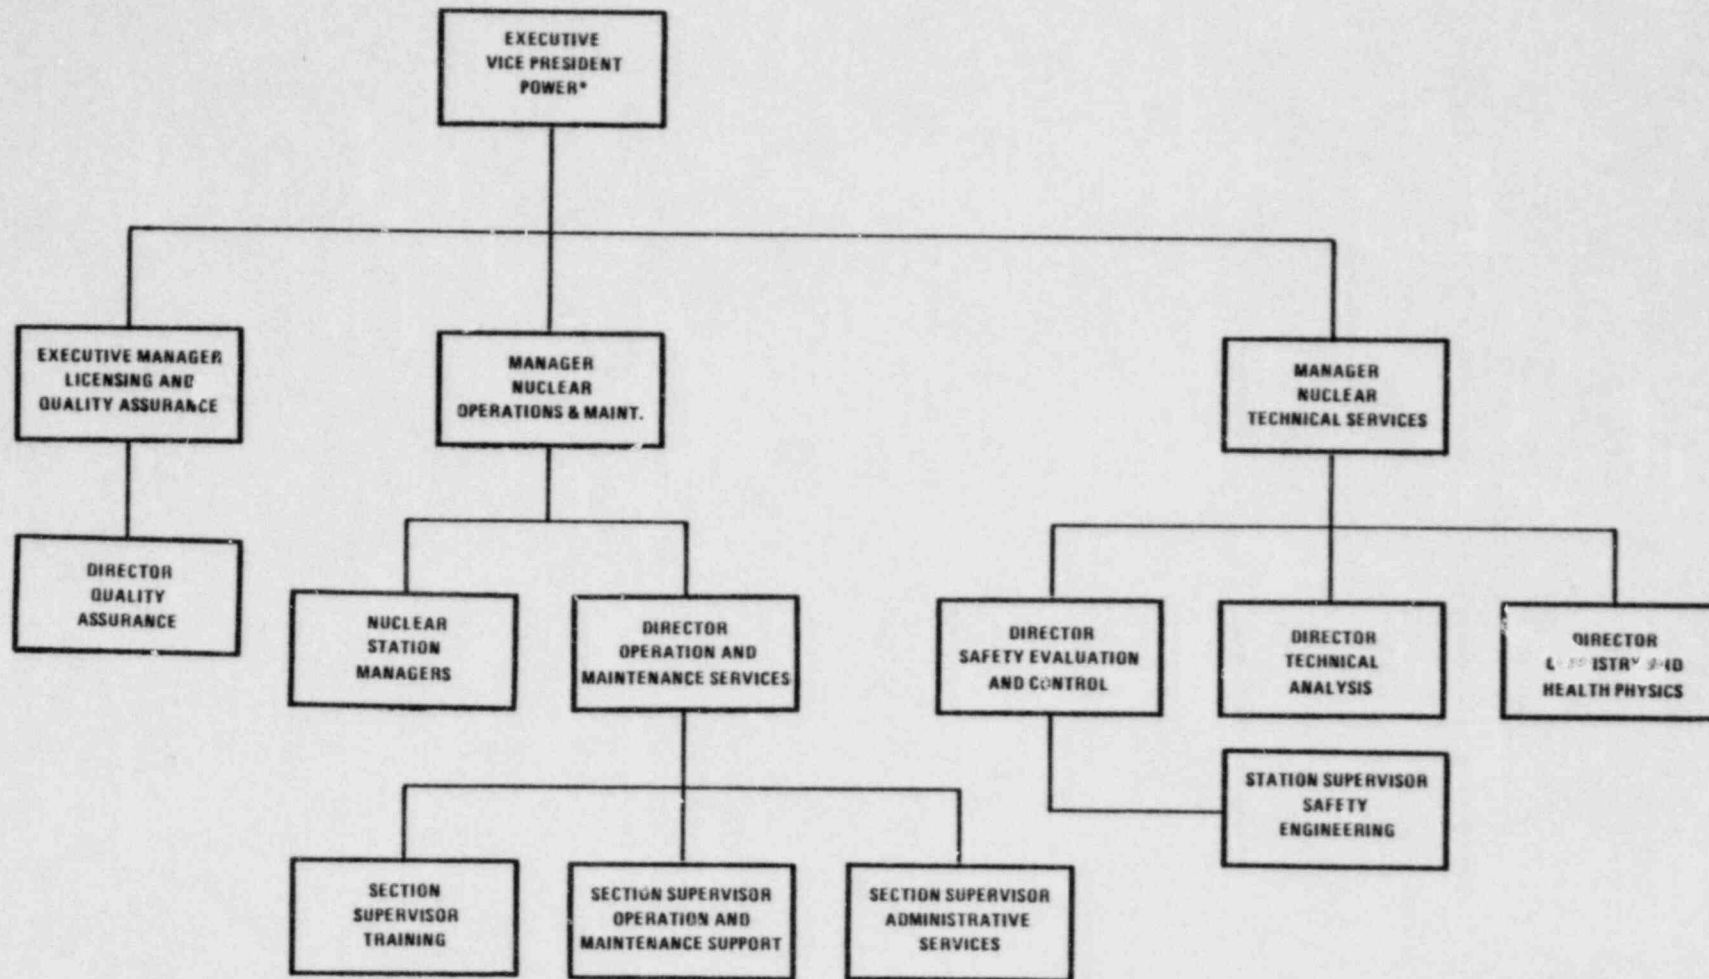 EXECUTIVE
VICE PRESIDENT
POWER*
EXECUTIVE MANAGER
LICENSING AND
QUALITY ASSURANCE
MANAGER
NUCLEAR
OPERATIONS & MAINT.
MANAGER
NUCLEAR
TECHNICAL SERVICES
DIRECTOR
QUALITY
ASSURANCE
NUCLEAR
STATION
MANAGERS
DIRECTOR
OPERATION AND
MAINTENANCE SERVICES
DIRECTOR
SAFETY EVALUATION
AND CONTROL
DIRECTOR
TECHNICAL
ANALYSIS
DIRECTOR
HEALTH PHYSICS
STATION SUPERVISOR
SAFETY
ENGINEERING
SECTION
SUPERVISOR
TRAINING
SECTION SUPERVISOR
OPERATION AND
MAINTENANCE SUPPORT
SECTION SUPERVISOR
ADMINISTRATIVE
SERVICES